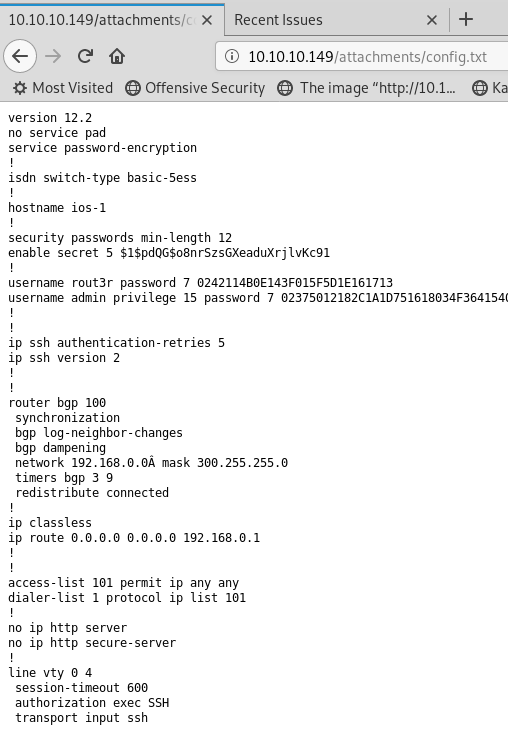 10.10.10.149/attachments/c
Recent Issues
10.10.10.149/attachments/config.txt
Most Visited
Offensive Security
The image “http://10.1...
Ka
version 12.2
no service pad
service password-encryption
!
isdn switch-type basic-5ess
!
hostname ios-1
!
security passwords min-length 12
enable secret 5 $1$pdQG$o8nrSzsGXeaduXrjlvKc91
!
username rout3r password 7 0242114B0E143F015F5D1E161713
username admin privilege 15 password 7 02375012182C1A1D751618034F364154
!
!
ip ssh authentication-retries 5
ip ssh version 2
!
!
router bgp 100
 synchronization
 bgp log-neighbor-changes
 bgp dampening
 network 192.168.0.0Â mask 300.255.255.0
 timers bgp 3 9
 redistribute connected
!
ip classless
ip route 0.0.0.0 0.0.0.0 192.168.0.1
!
!
access-list 101 permit ip any any
dialer-list 1 protocol ip list 101
!
no ip http server
no ip http secure-server
!
line vty 0 4
 session-timeout 600
 authorization exec SSH
 transport input ssh